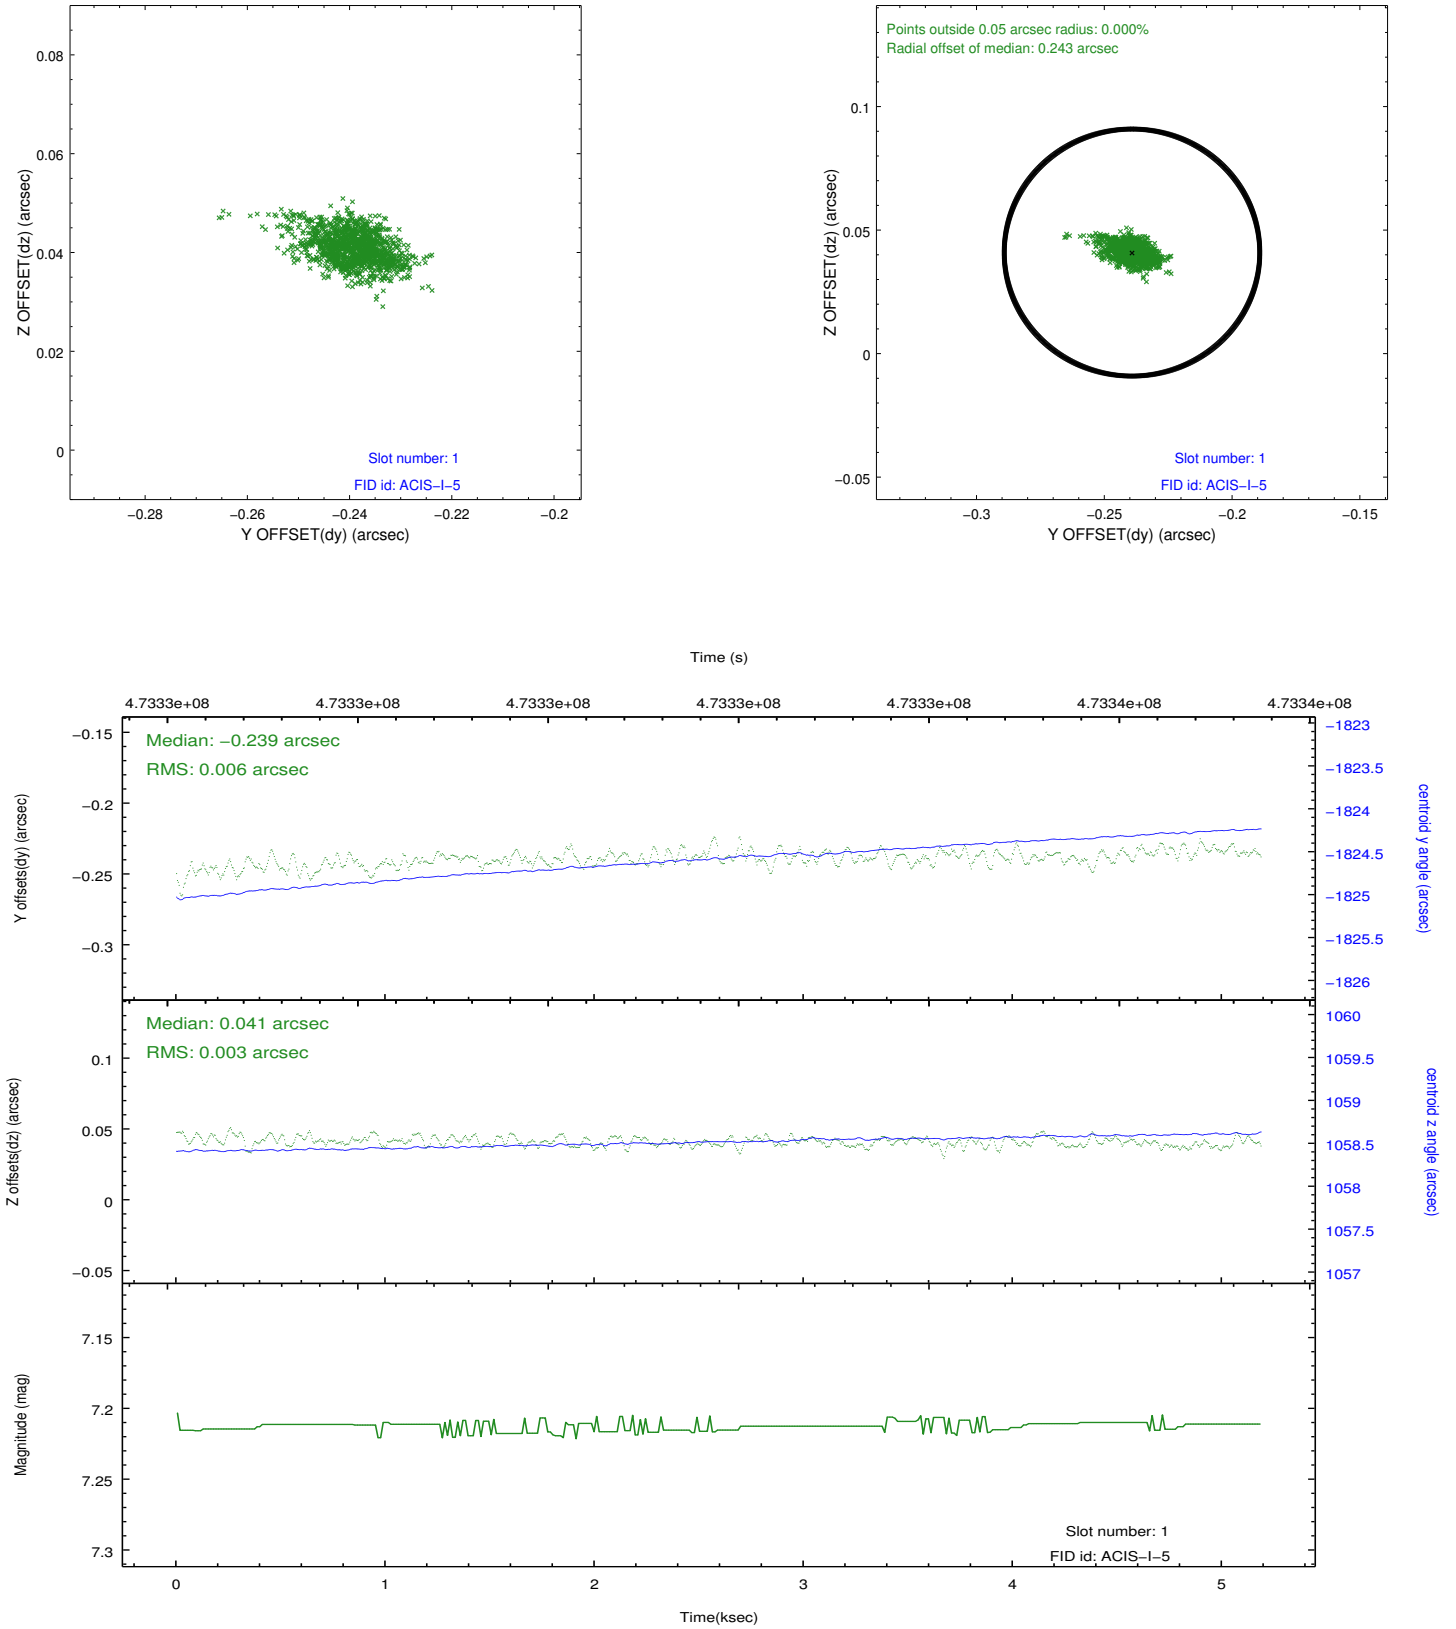 0.08
0.06
0.04
0.02
0
Z OFFSET(dz) (arcsec)
Slot number: 1
FID id: ACIS−I−5
−0.28 −0.26 −0.24 −0.22 −0.2
Y OFFSET(dy) (arcsec)
Points outside 0.05 arcsec radius: 0.000%
Radial offset of median: 0.243 arcsec
0.1
0.05
0
−0.05
Z OFFSET(dz) (arcsec)
Slot number: 1
FID id: ACIS−I−5
−0.3 −0.25 −0.2 −0.15
Y OFFSET(dy) (arcsec)
Time (s)
4.7333e+08 4.7333e+08 4.7333e+08 4.7333e+08 4.7333e+08 4.7334e+08 4.7334e+08
Median: −0.239 arcsec
RMS: 0.006 arcsec
−0.15
−0.2
−0.25
−0.3
Y offsets(dy) (arcsec)
−1823
−1823.5
−1824
−1824.5
−1825
−1825.5
−1826
centroid y angle (arcsec)
Median: 0.041 arcsec
RMS: 0.003 arcsec
0.1
0.05
0
−0.05
Z offsets(dz) (arcsec)
1060
1059.5
1059
1058.5
1058
1057.5
1057
centroid z angle (arcsec)
7.15
7.2
7.25
7.3
Magnitude (mag)
Slot number: 1
FID id: ACIS−I−5
0 1 2 3 4 5
Time(ksec)